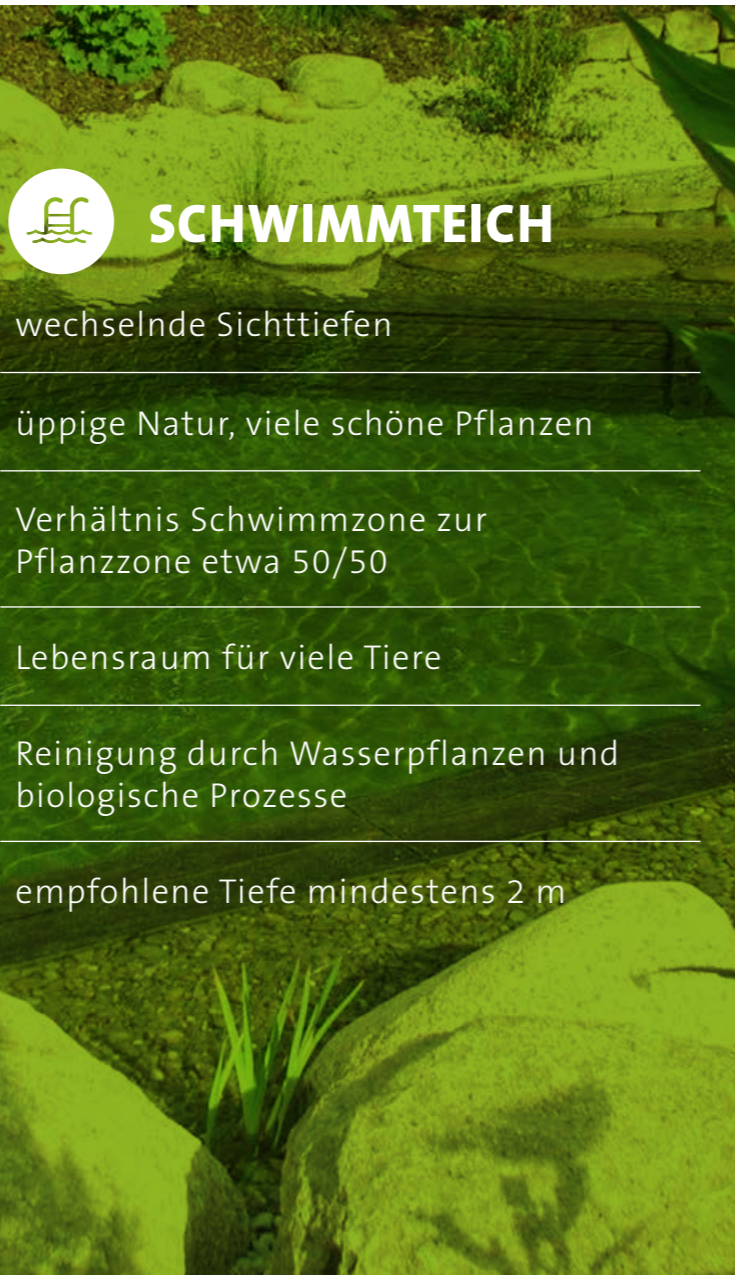 SCHWIMMTEICH
wechselnde Sichttiefen
üppige Natur, viele schöne Pflanzen
Verhältnis Schwimmzone zur
Pflanzzone etwa 50/50
Lebensraum für viele Tiere
Reinigung durch Wasserpflanzen und
biologische Prozesse
empfohlene Tiefe mindestens 2 m